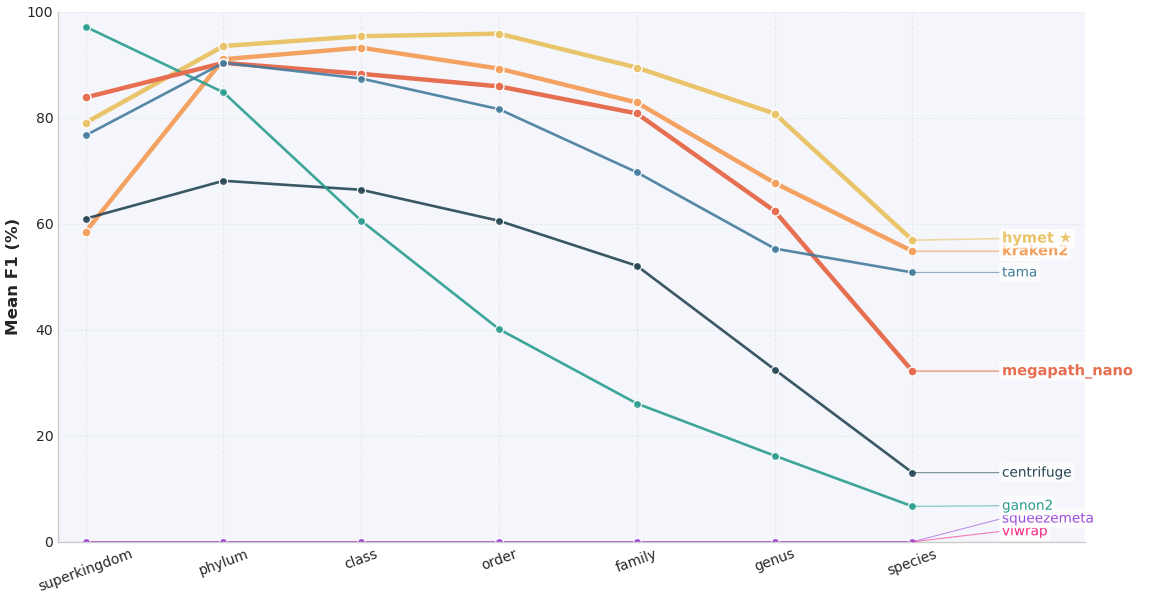 100
80
60
40
20
0
Mean F1 (%)
superkingdom
phylum
class
order
family
genus
species
hymet ★
kraken2
tama
megapath_nano
centrifuge
ganon2
squeezemeta
viwrap